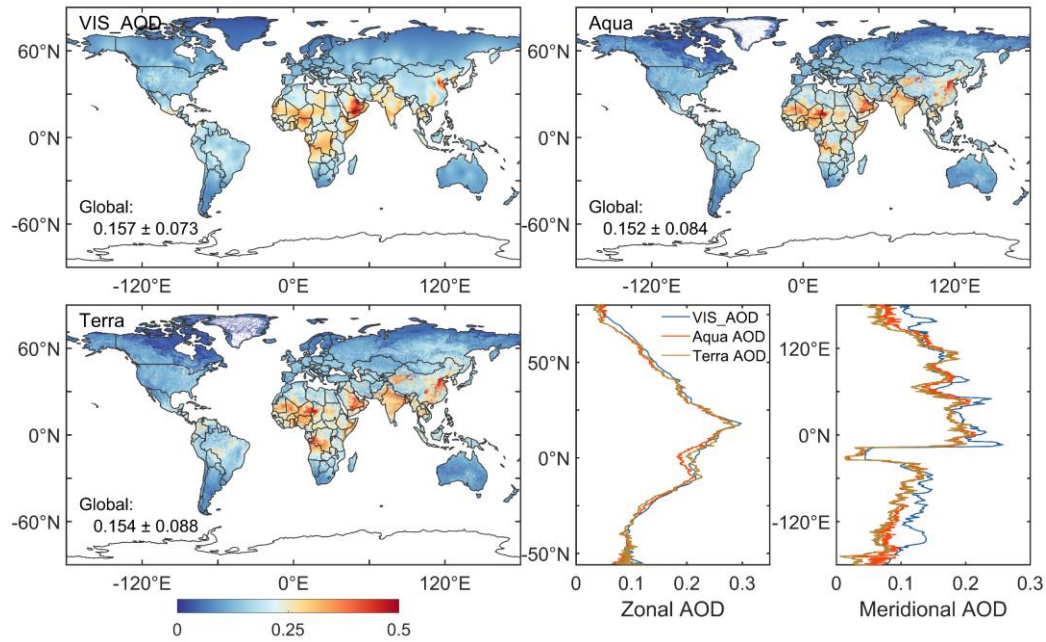 VIS_AOD
60°N
0°N
-60°N
Global:
0.157 ± 0.073
-120°E
0°E
120°E
Aqua
60°N
0°N
-60°N
Global:
0.152 ± 0.084
-120°E
0°E
120°E
Terra
60°N
0°N
-60°N
Global:
0.154 ± 0.088
-120°E
0°E
120°E
0
0.25
0.5
VIS_AOD
Aqua AOD
Terra AOD
50°N
0°N
-50°N
0
0.1
0.2
0.3
Zonal AOD
120°E
0°N
-120°E
0
0.1
0.2
0.3
Meridional AOD